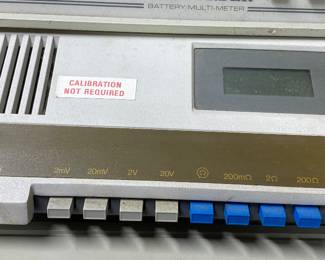 BATTERY/MULTI-METER
CALIBRATION
NOT REQUIRED
2mV 20mV 2V 20V 200mΩ 2Ω 200Ω